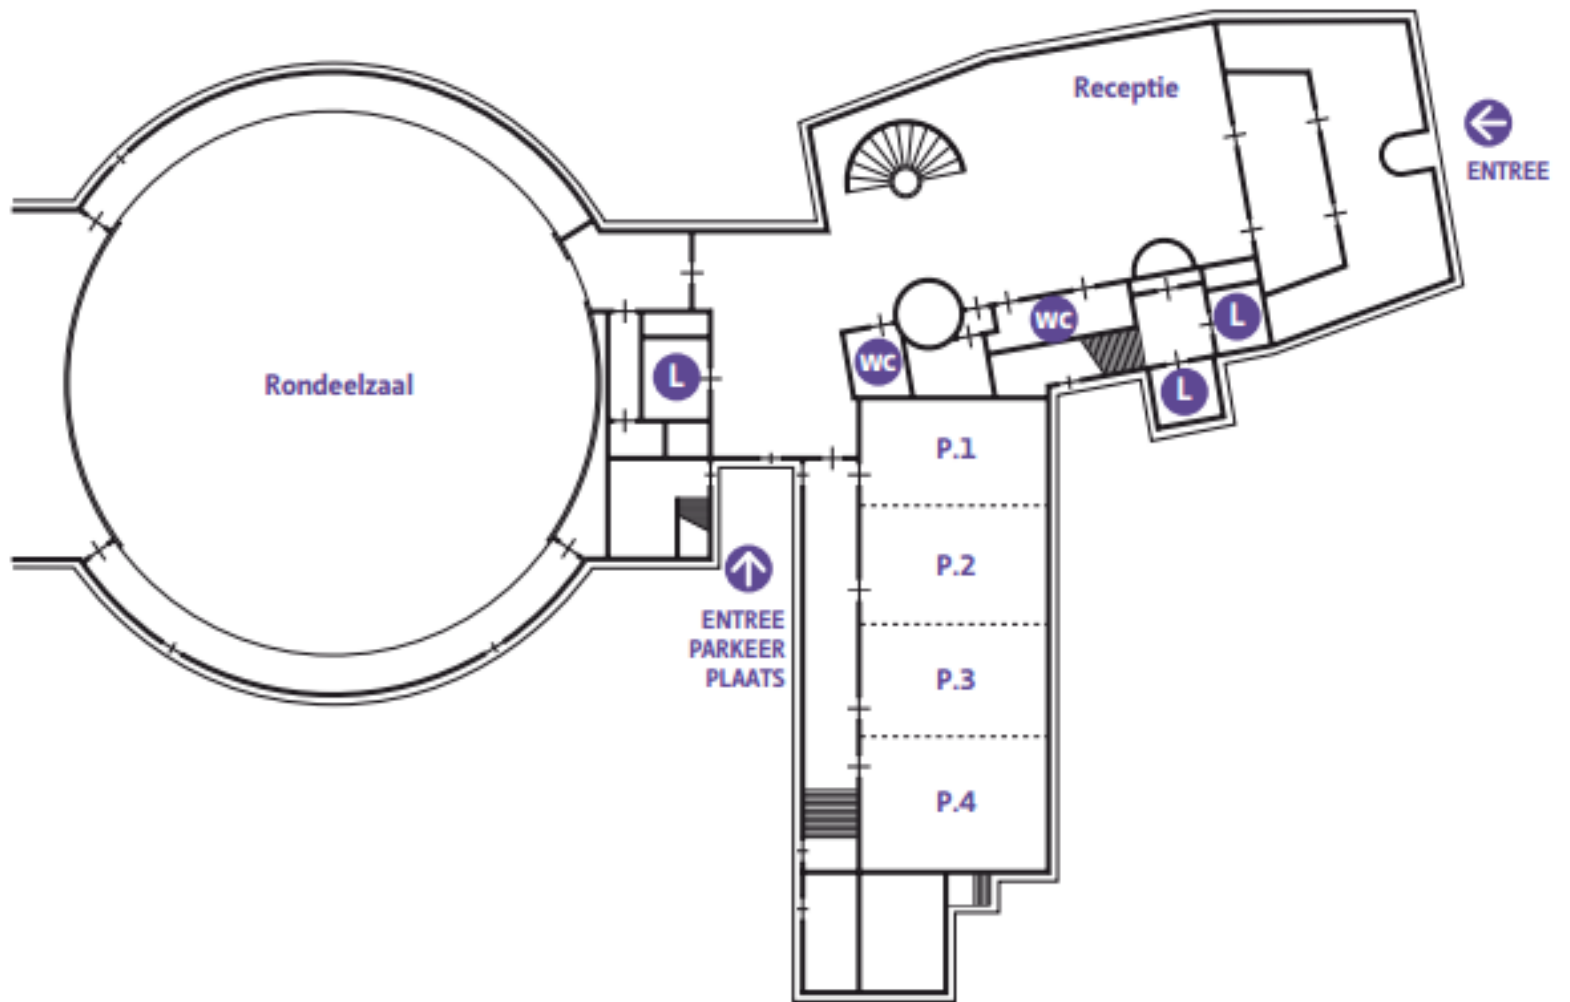 Receptie
ENTREE
wc
L
wc
L
L
Rondeelzaal
P.1
P.2
ENTREE
PARKEER
PLAATS
P.3
P.4